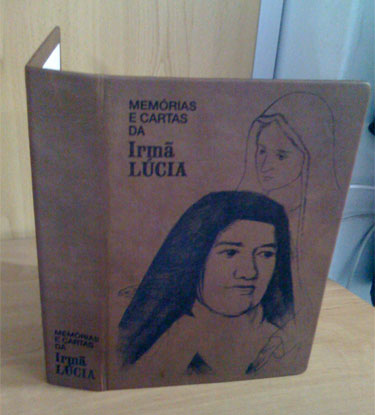 MEMÓRIAS
E CARTAS
DA
Irmã
LÚCIA
MEMÓRIAS
E CARTAS
DA
Irmã
LÚCIA